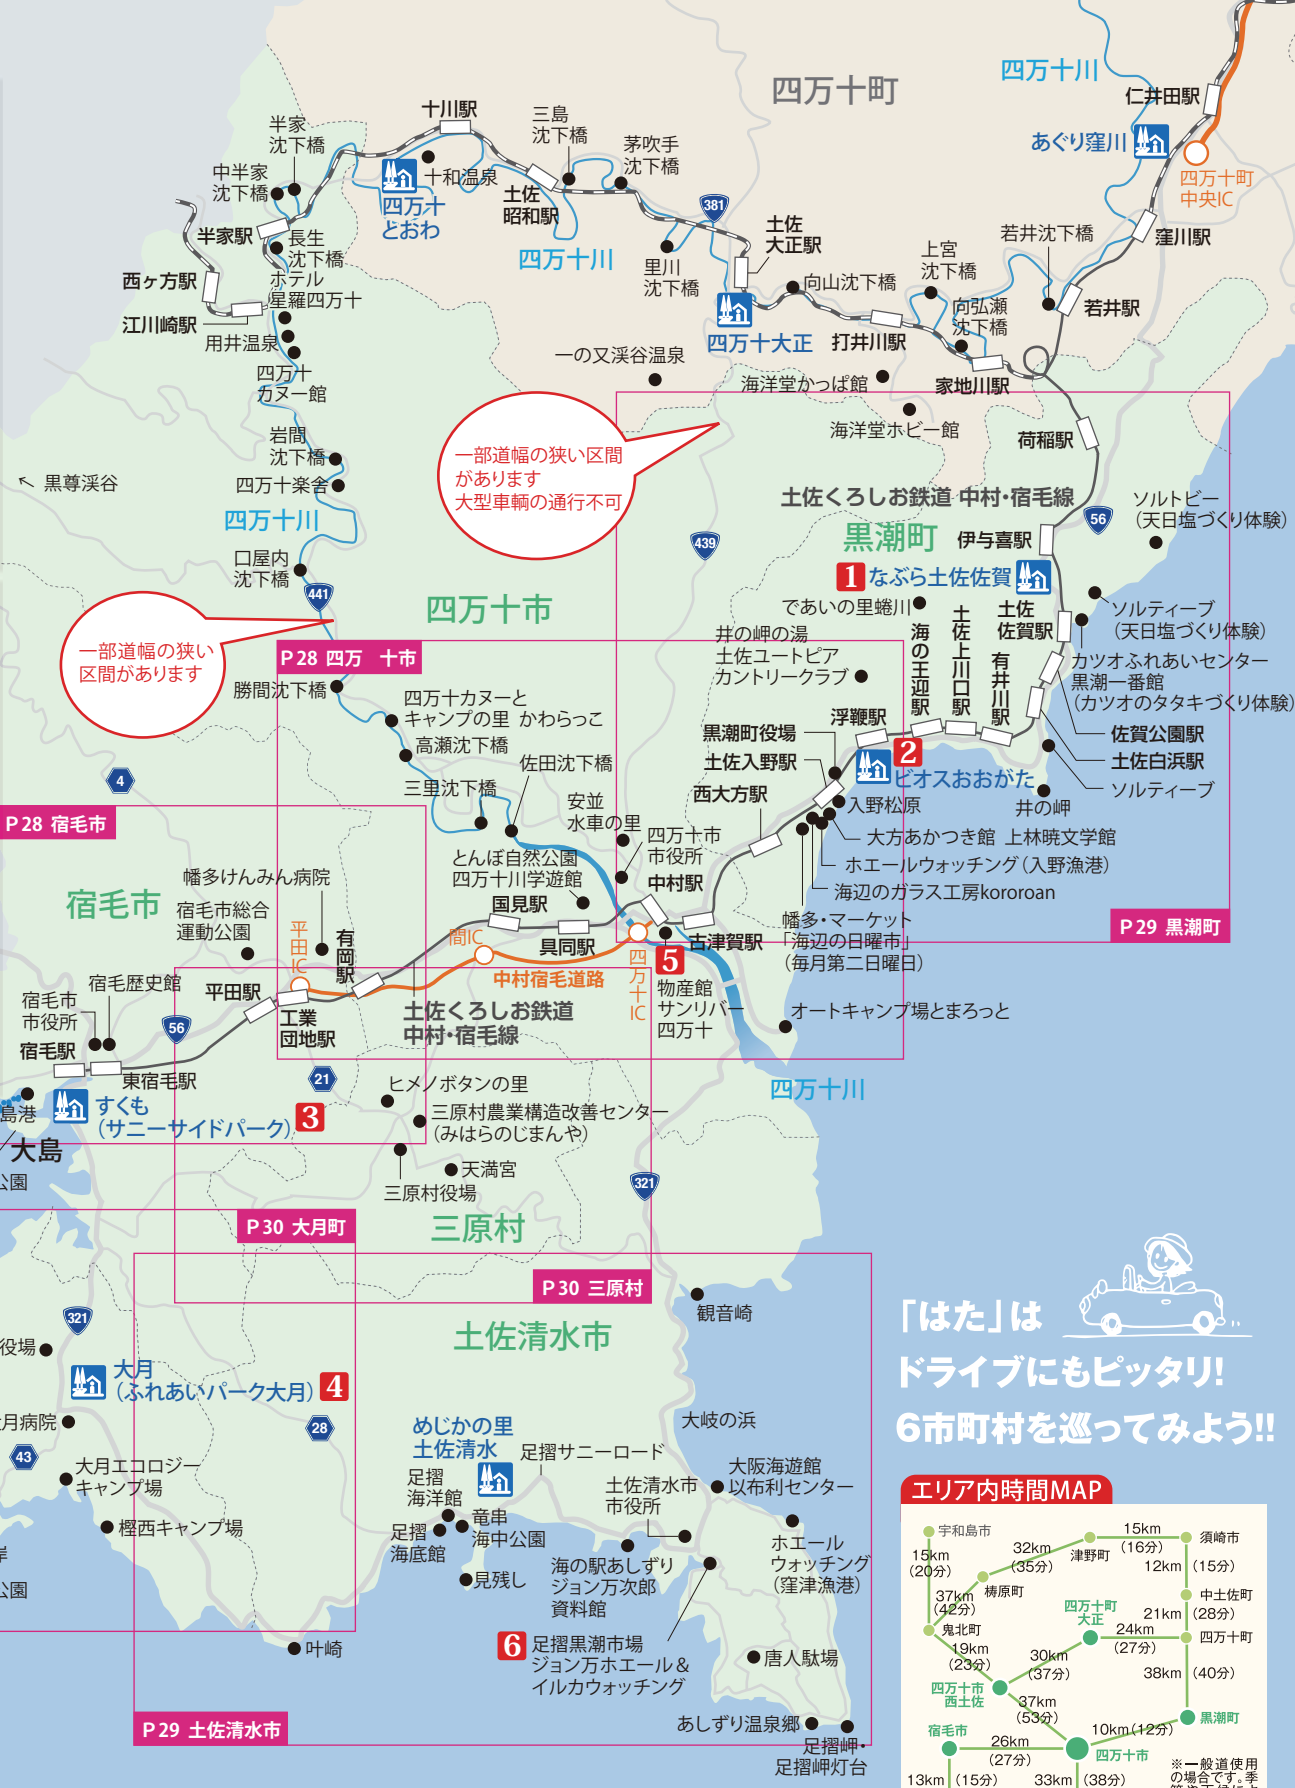 四万十町
四万十川
仁井田駅
あぐり窪川
四万十町
中央IC
窪川駅
若井沈下橋
若井駅
十川駅
三島
沈下橋
茅吹手
沈下橋
半家
沈下橋
中半家
沈下橋
十和温泉
四万十
とおわ
土佐
昭和駅
四万十川
381
里川
沈下橋
土佐
大正駅
向山沈下橋
上宮
沈下橋
向弘瀬
沈下橋
四万十大正
打井川駅
家地川駅
半家駅
長生
沈下橋
西ヶ方駅
ホテル
星羅四万十
江川崎駅
用井温泉
四万十
カヌー館
一の又渓谷温泉
海洋堂かっぱ館
海洋堂ホビー館
荷稲駅
一部道幅の狭い区間
があります
大型車輌の通行不可
岩間
沈下橋
四万十楽舎
黒尊渓谷
四万十川
口屋内
沈下橋
441
439
四万十市
土佐くろしお鉄道 中村・宿毛線
56
ソルトビー
（天日塩づくり体験）
黒潮町
伊与喜駅
1 なぶら土佐佐賀
であいの里蜷川
土佐
佐賀駅
ソルティーブ
（天日塩づくり体験）
カツオふれあいセンター
黒潮一番館
（カツオのタタキづくり体験）
佐賀公園駅
土佐白浜駅
ソルティーブ
井の岬
海の王迎駅
土佐上川口駅
有井川駅
井の岬の湯
土佐ユートピア
カントリークラブ
浮鞭駅
黒潮町役場
土佐入野駅
2
ビオスおおがた
西大方駅
入野松原
大方あかつき館 上林暁文学館
ホエールウォッチング（入野漁港）
海辺のガラス工房kororoan
幡多・マーケット
「海辺の日曜市」
（毎月第二日曜日）
P29 黒潮町
一部道幅の狭い
区間があります
P28 四万 十市
勝間沈下橋
四万十カヌーと
キャンプの里 かわらっこ
高瀬沈下橋
佐田沈下橋
三里沈下橋
安並
水車の里
四万十市
市役所
とんぼ自然公園
四万十川学遊館
中村駅
国見駅
具同駅
古津賀駅
間IC
中村宿毛道路
四万十IC
5
物産館
サンリバー
四万十
オートキャンプ場とまろっと
四万十川
4
P28 宿毛市
幡多けんみん病院
宿毛市
宿毛市総合
運動公園
平田IC
有岡駅
平田駅
工業
団地駅
土佐くろしお鉄道
中村・宿毛線
宿毛歴史館
宿毛市
市役所
56
宿毛駅
東宿毛駅
21
すくも
（サニーサイドパーク） 3
島港
大島
公園
ヒメノボタンの里
三原村農業構造改善センター
（みはらのじまんや）
天満宮
三原村役場
321
三原村
P30 大月町
P30 三原村
321
役場
大月
（ふれあいパーク大月） 4
月病院
28
43
大月エコロジー
キャンプ場
樫西キャンプ場
岸
公園
土佐清水市
観音崎
大岐の浜
めじかの里
土佐清水
足摺サニーロード
足摺
海洋館
竜串
海中公園
足摺
海底館
見残し
土佐清水市
市役所
大阪海遊館
以布利センター
海の駅あしずり
ジョン万次郎
資料館
ホエール
ウォッチング
（窪津漁港）
6 足摺黒潮市場
ジョン万ホエール＆
イルカウォッチング
唐人駄場
叶崎
あしずり温泉郷
足摺岬・
足摺岬灯台
P29 土佐清水市
「はた」は
ドライブにもピッタリ!
6市町村を巡ってみよう!!
エリア内時間MAP
宇和島市
15km
（20分）
32km
（35分）
津野町
15km
（16分）
須崎市
12km （15分）
梼原町
37km
（42分）
中土佐町
21km （28分）
鬼北町
四万十町
大正
24km
（27分）
四万十町
19km
（23分）
30km
（37分）
38km （40分）
四万十市
西土佐
37km
（53分）
黒潮町
宿毛市
26km
（27分）
10km（12分）
四万十市
13km （15分）
33km （38分）
※一般道使用
の場合です。季